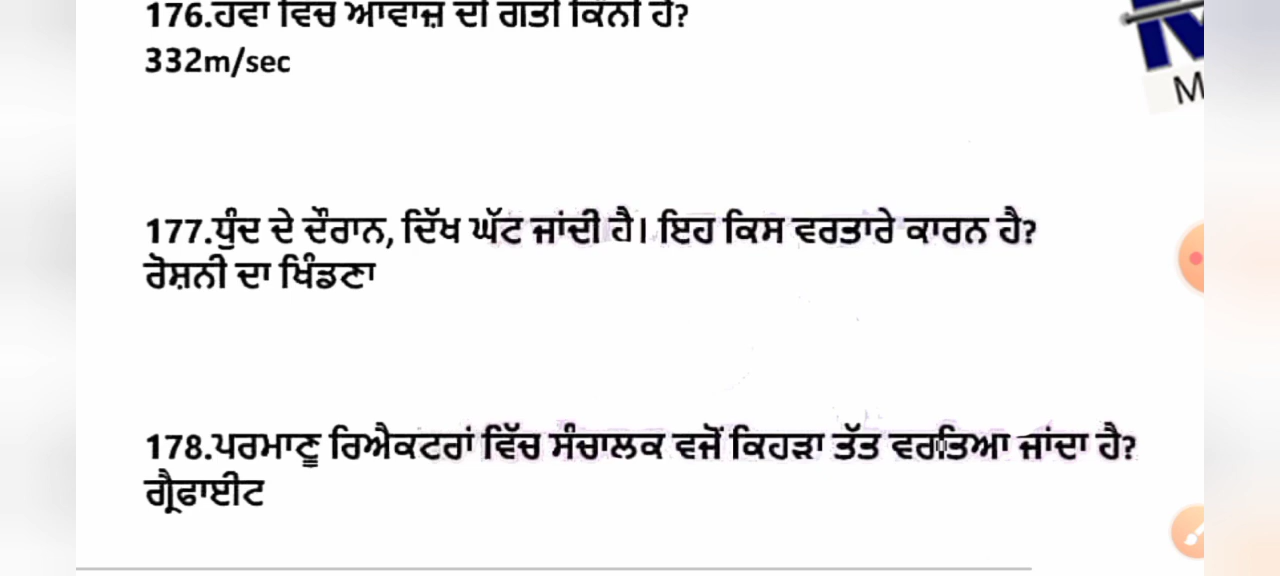 176.ਹਵਾ ਵਿੱਚ ਆਵਾਜ਼ ਦੀ ਗਤੀ ਕਿੰਨੀ ਹੈ?
332m/sec
177.ਧੁੰਦ ਦੇ ਦੌਰਾਨ, ਦਿੱਖ ਘੱਟ ਜਾਂਦੀ ਹੈ। ਇਹ ਕਿਸ ਵਰਤਾਰੇ ਕਾਰਨ ਹੈ?
ਰੋਸ਼ਨੀ ਦਾ ਖਿੰਡਣਾ
178.ਪਰਮਾਣੂ ਰਿਐਕਟਰਾਂ ਵਿੱਚ ਸੰਚਾਲਕ ਵਜੋਂ ਕਿਹੜਾ ਤੱਤ ਵਰਤਿਆ ਜਾਂਦਾ ਹੈ?
ਗ੍ਰੈਫਾਈਟ